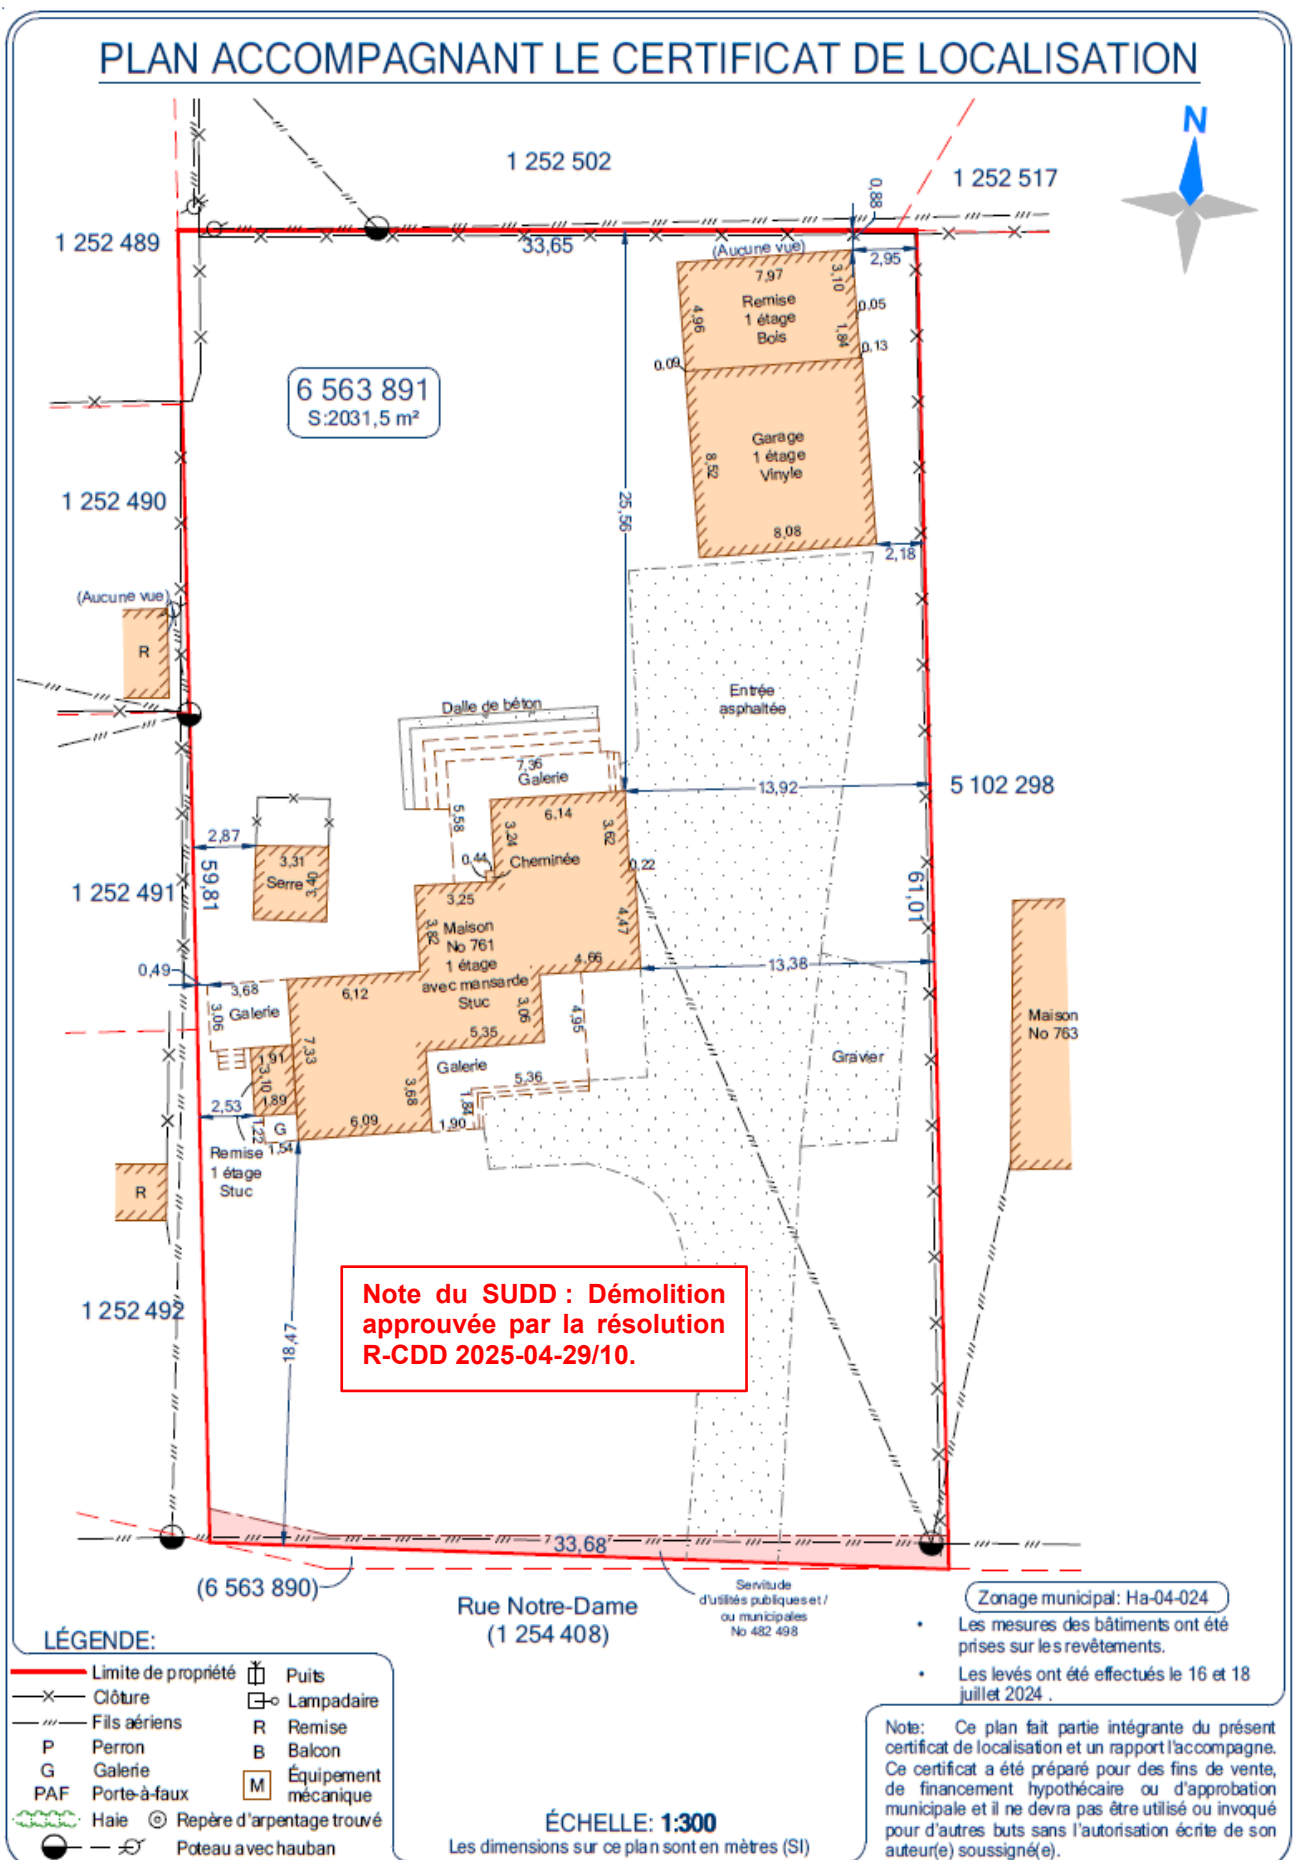 PLAN ACCOMPAGNANT LE CERTIFICAT DE LOCALISATION
N
1 252 502
1 252 517
0,88
1 252 489
33,65
(Aucune vue)
2,95
7,97
3,10
Remise
1 étage
Bois
0,05
4,96
1,84
0,13
0,09
6 563 891
S:2031,5 m²
Garage
1 étage
Vinyle
8,52
1 252 490
25,56
8,08
2,18
(Aucune vue)
R
Entrée
asphaltée
Dalle de béton
7,36
Galerie
13,92
5 102 298
5,58
6,14
3,24
3,62
2,87
0,44
Cheminée
0,22
3,31
3,40
Serre
59,81
1 252 491
61,01
3,25
3,82
Maison
No 761
1 étage
avec mansarde
Stuc
4,47
4,66
13,38
0,49
3,68
6,12
3,06
Galerie
3,06
4,95
5,35
Maison
No 763
7,33
1,91
3,10
1,89
Galerie
5,36
Gravier
3,68
1,84
2,53
6,09
1,90
1,22
G
1,54
Remise
1 étage
Stuc
R
Note du SUDD : Démolition
approuvée par la résolution
R-CDD 2025-04-29/10.
1 252 492
18,47
33,68
(6 563 890)
Rue Notre-Dame
(1 254 408)
Servitude
d'utilités publiques et /
ou municipales
No 482 498
Zonage municipal: Ha-04-024
• Les mesures des bâtiments ont été
prises sur les revêtements.
• Les levés ont été effectués le 16 et 18
juillet 2024 .
LÉGENDE:
Limite de propriété
Puits
Clôture
Lampadaire
Fils aériens
R Remise
P Perron
B Balcon
G Galerie
M Équipement
mécanique
PAF Porte-à-faux
Haie
Repère d'arpentage trouvé
Poteau avec hauban
ÉCHELLE: 1:300
Les dimensions sur ce plan sont en mètres (SI)
Note: Ce plan fait partie intégrante du présent
certificat de localisation et un rapport l'accompagne.
Ce certificat a été préparé pour des fins de vente,
de financement hypothécaire ou d'approbation
municipale et il ne devra pas être utilisé ou invoqué
pour d'autres buts sans l'autorisation écrite de son
auteur(e) soussigné(e).